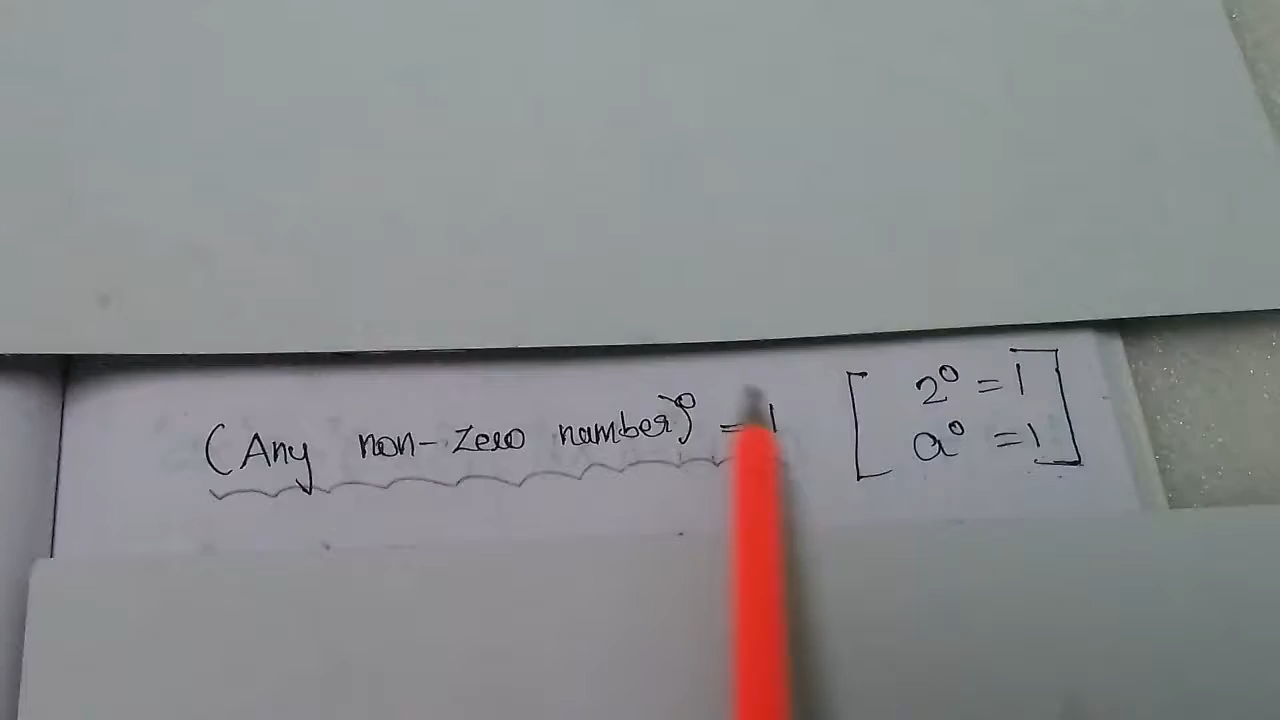 (Any non-zero number)⁰ = 1 [ 2⁰ = 1
a⁰ = 1 ]